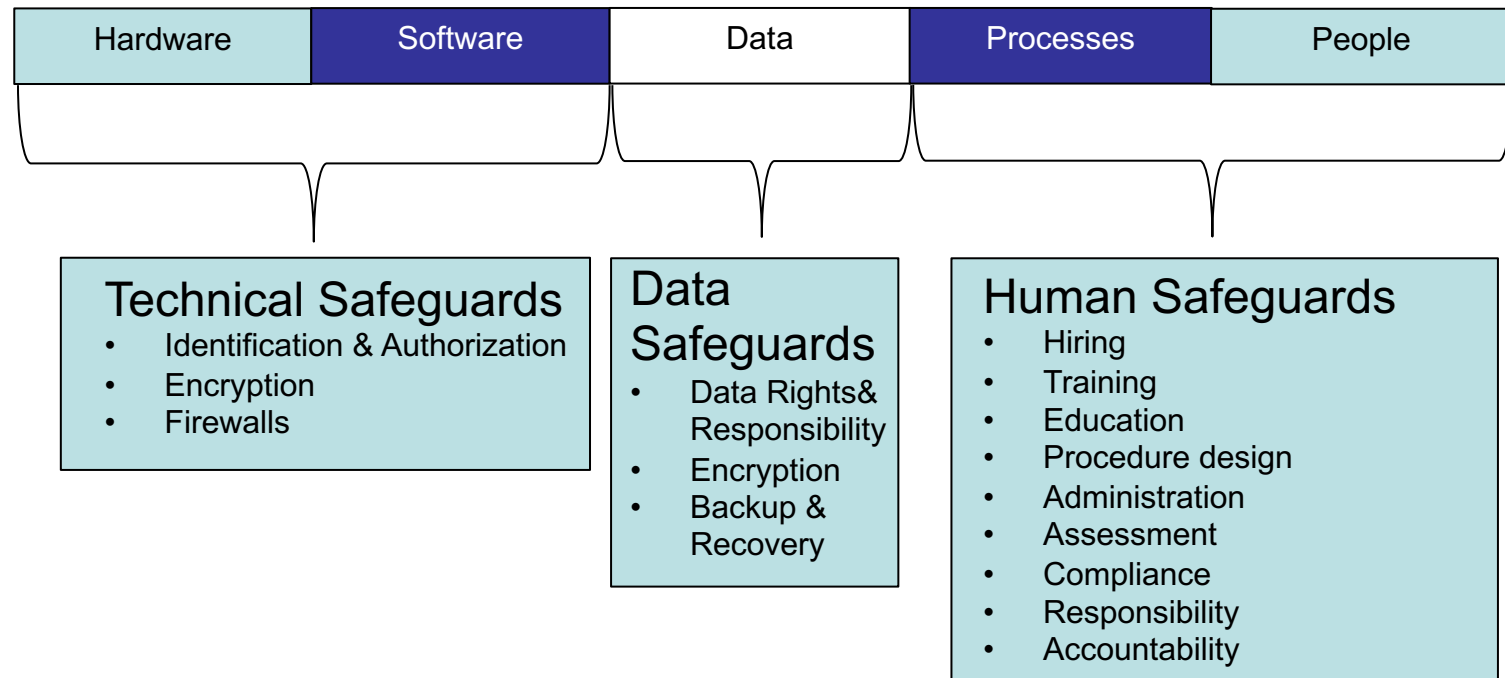 Hardware
Software
Data
Processes
People
Technical Safeguards
• Identification & Authorization
• Encryption
• Firewalls
Data
Safeguards
• Data Rights&
Responsibility
• Encryption
• Backup &
Recovery
Human Safeguards
• Hiring
• Training
• Education
• Procedure design
• Administration
• Assessment
• Compliance
• Responsibility
• Accountability